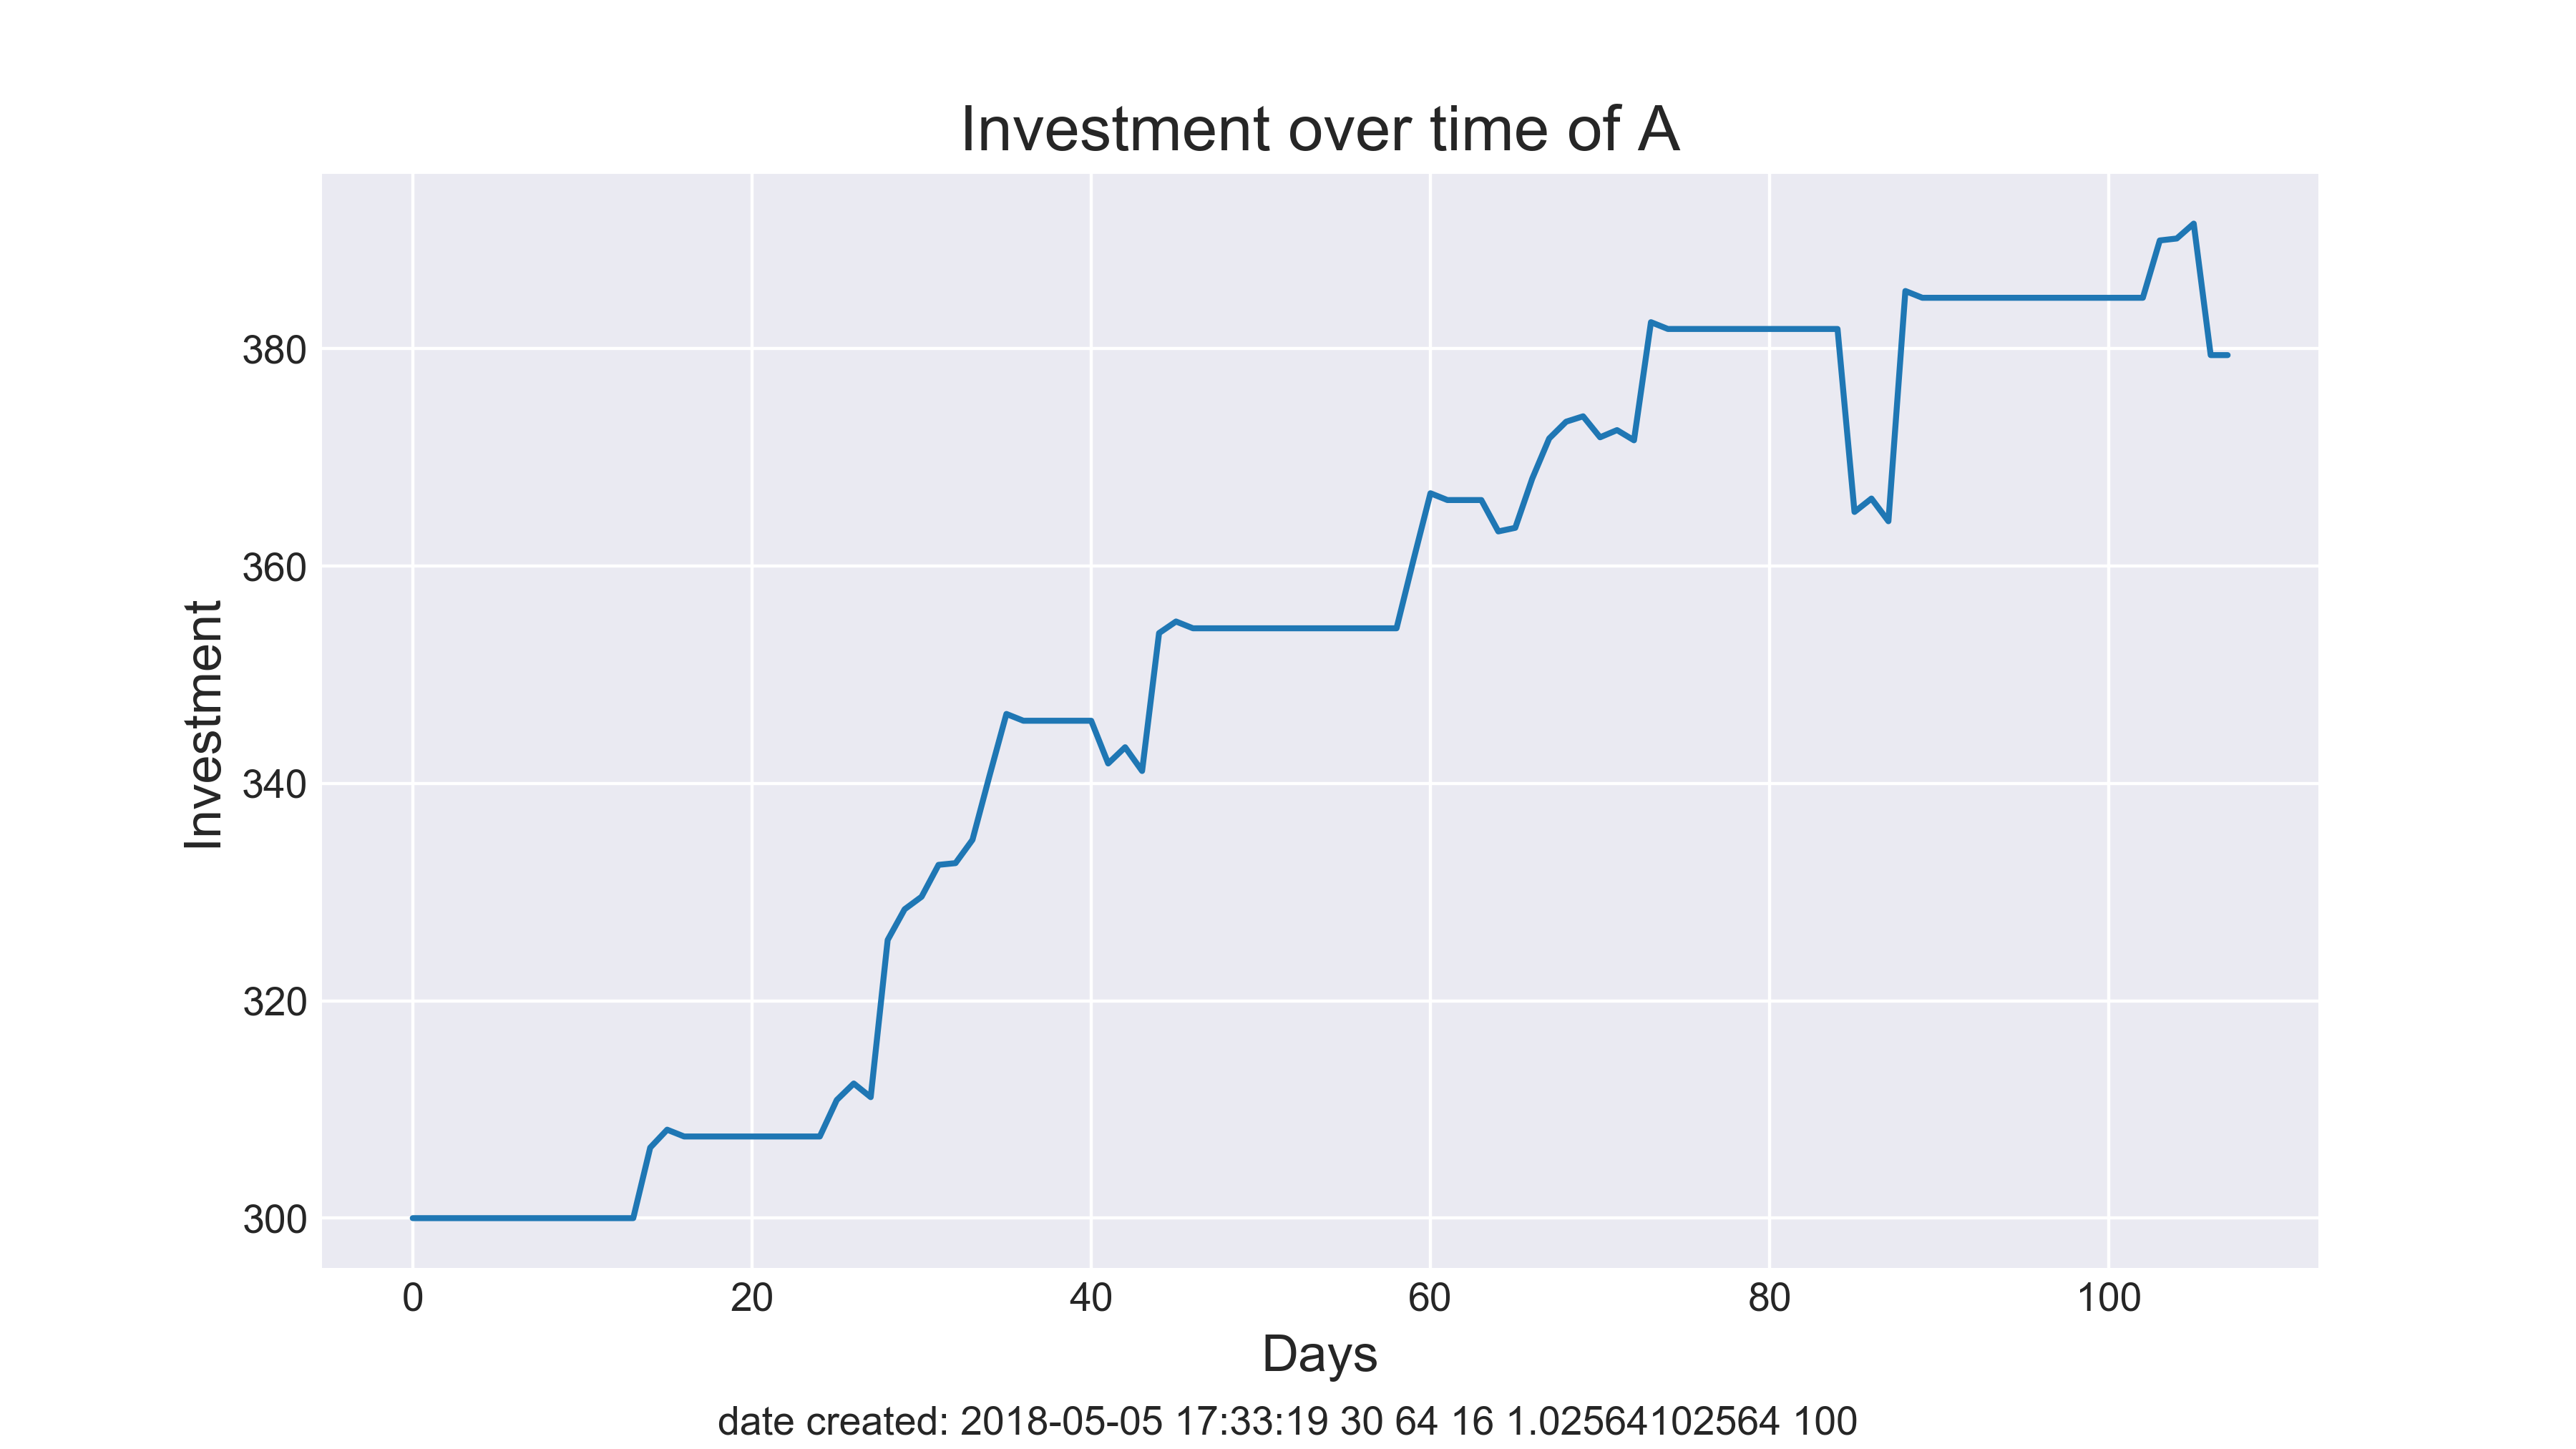 Investment over time of A
380
360
340
320
300
Investment
0 20 40 60 80 100
Days
date created: 2018-05-05 17:33:19 30 64 16 1.02564102564 100